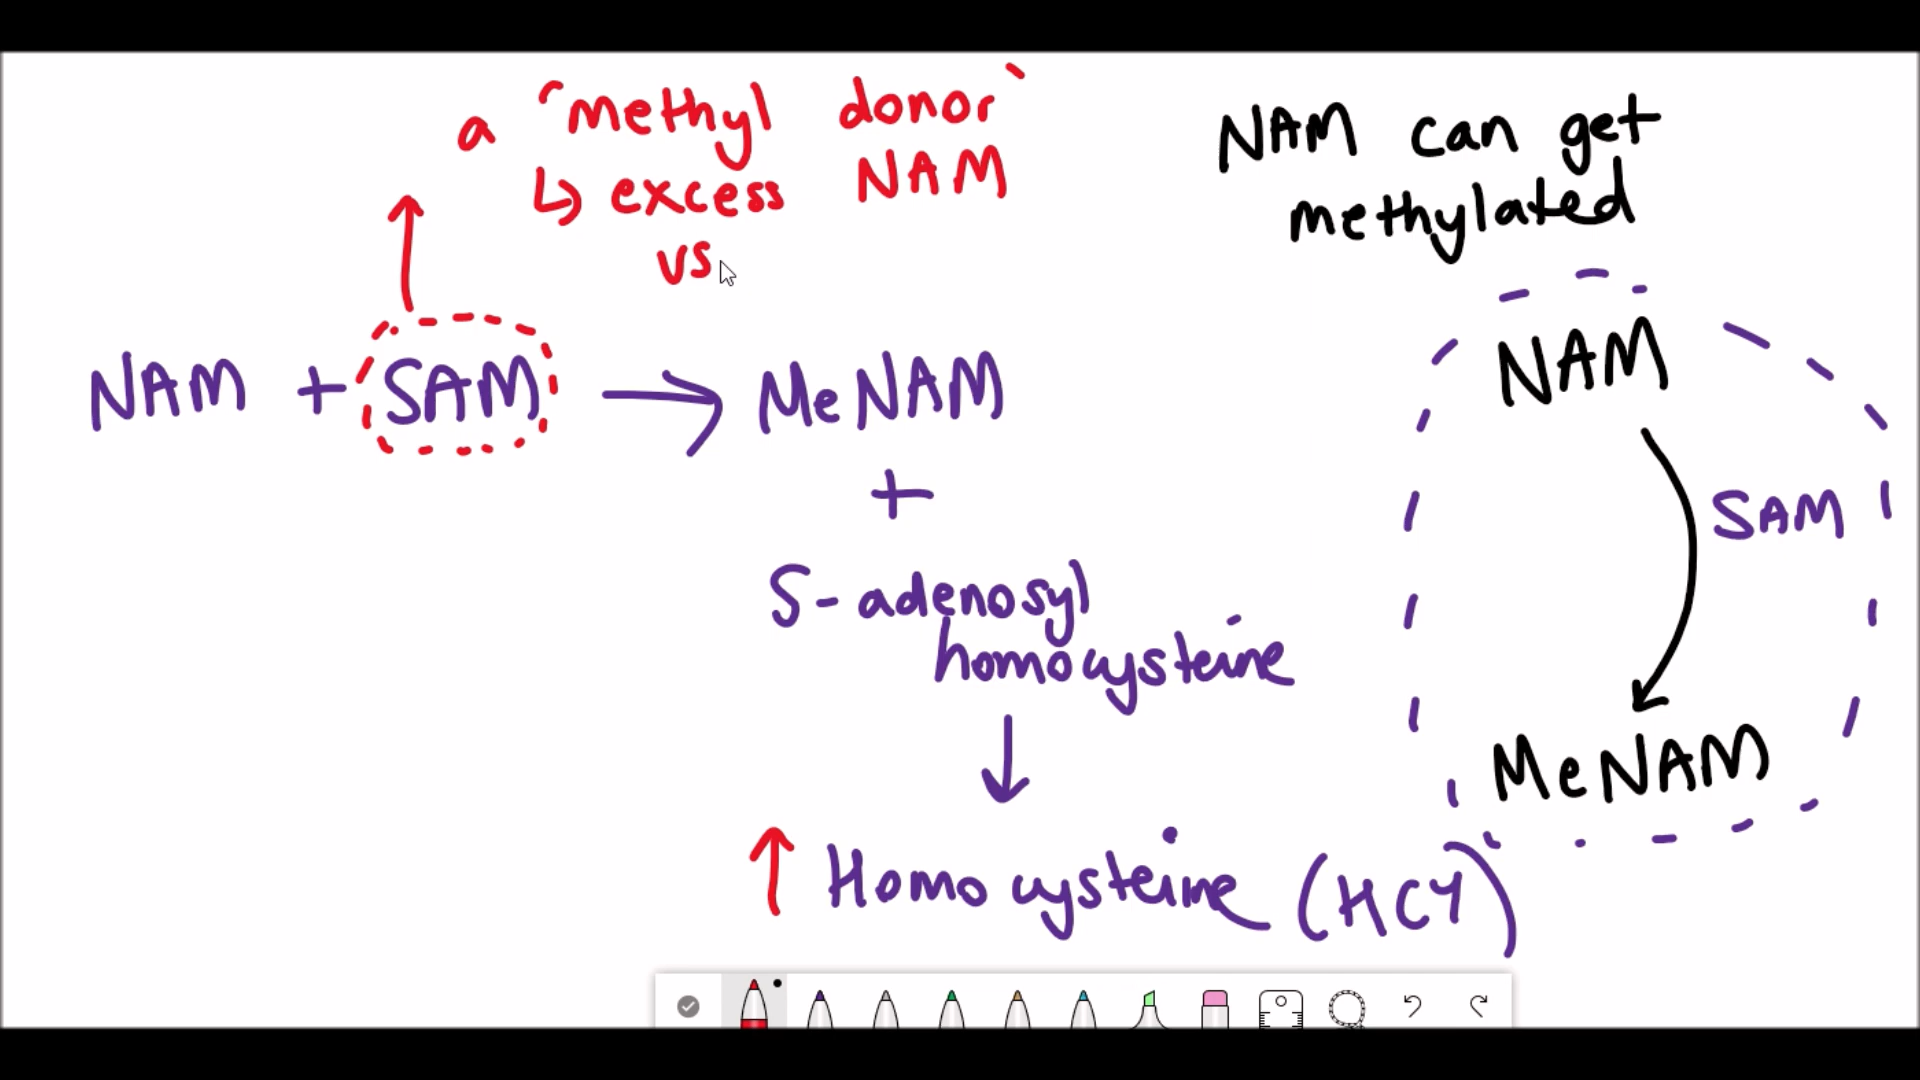 a "methyl donor"
↳ excess NAM
vs
NAM + SAM → MeNAM
+
S-adenosyl
homocysteine
↓
↑ Homocysteine (HCY)
NAM can get
methylated
NAM
SAM
MeNAM